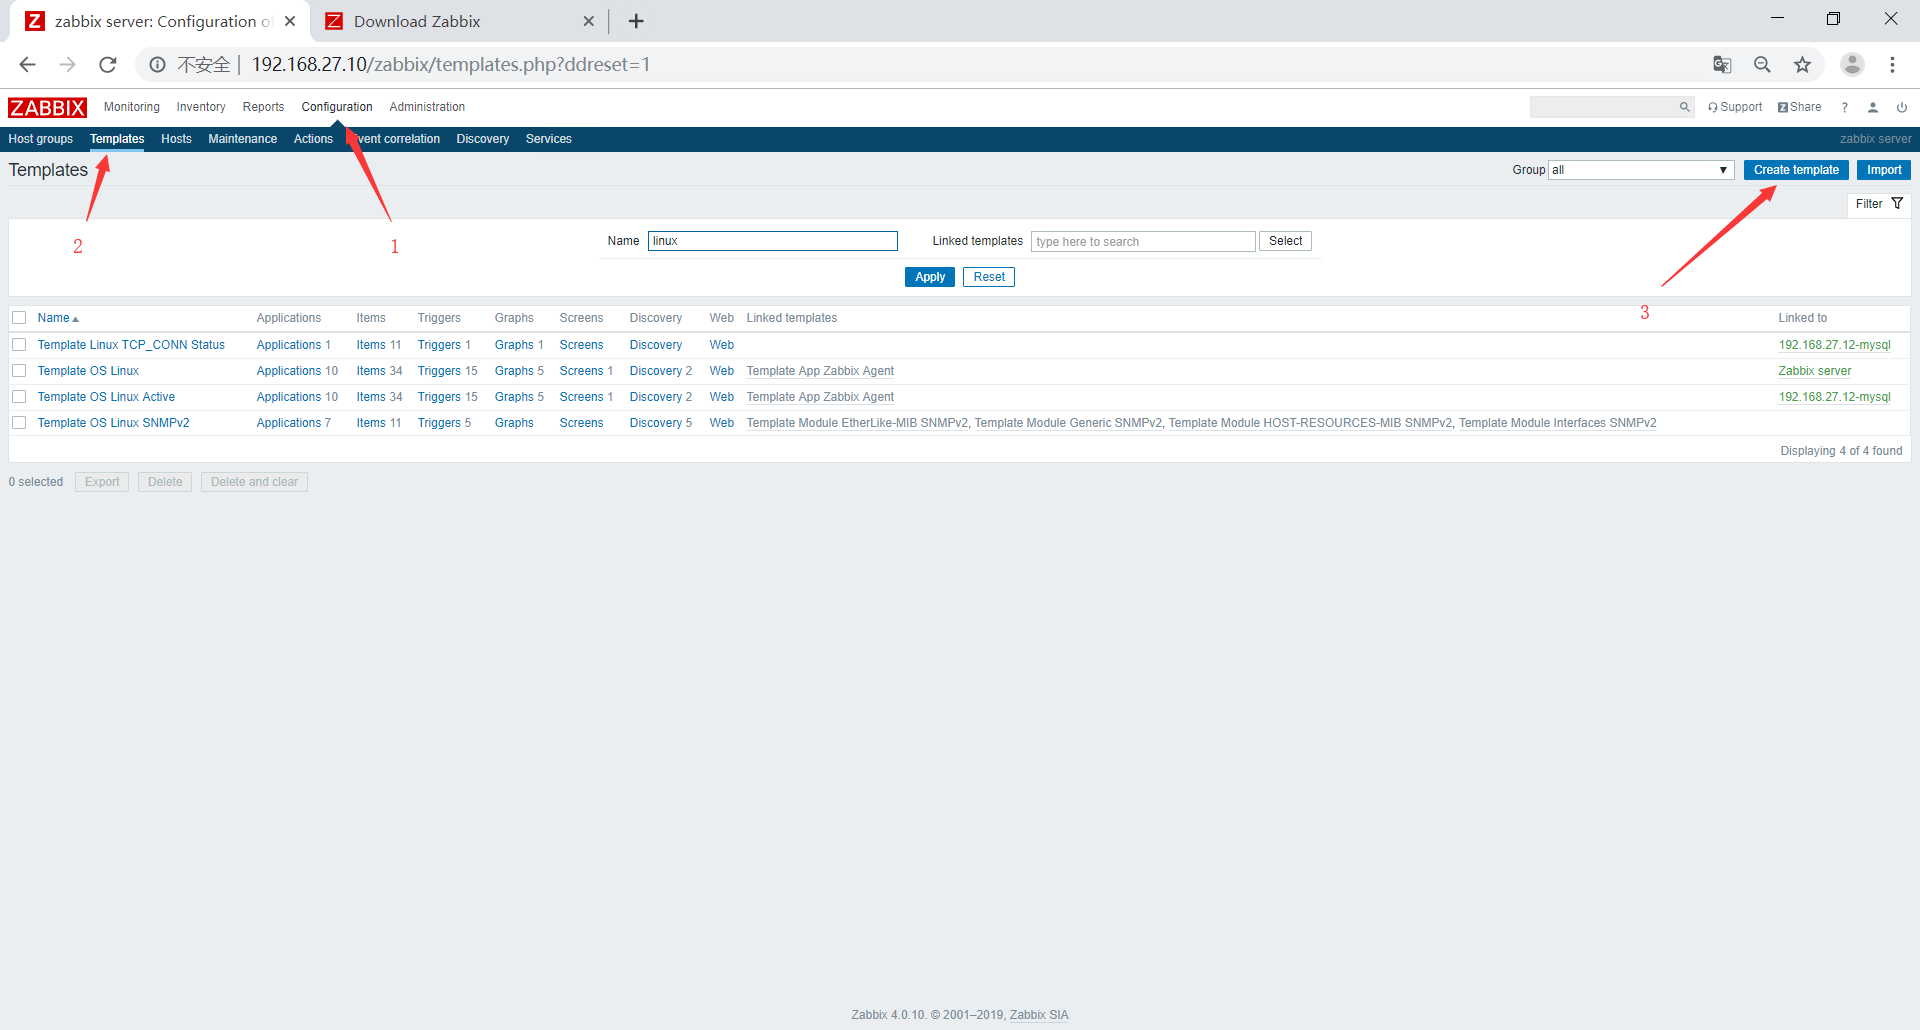 zabbix server: Configuration o
Download Zabbix
不安全 | 192.168.27.10/zabbix/templates.php?ddreset=1
ZABBIX Monitoring Inventory Reports Configuration Administration Support Z Share ?
Host groups Templates Hosts Maintenance Actions vent correlation Discovery Services zabbix server
Templates Group all Create template Import
Filter
2 1
Name linux Linked templates type here to search Select
Apply Reset
3
Name Applications Items Triggers Graphs Screens Discovery Web Linked templates Linked to
Template Linux TCP_CONN Status Applications 1 Items 11 Triggers 1 Graphs 1 Screens Discovery Web 192.168.27.12-mysql
Template OS Linux Applications 10 Items 34 Triggers 15 Graphs 5 Screens 1 Discovery 2 Web Template App Zabbix Agent Zabbix server
Template OS Linux Active Applications 10 Items 34 Triggers 15 Graphs 5 Screens 1 Discovery 2 Web Template App Zabbix Agent 192.168.27.12-mysql
Template OS Linux SNMPv2 Applications 7 Items 11 Triggers 5 Graphs Screens Discovery 5 Web Template Module EtherLike-MIB SNMPv2, Template Module Generic SNMPv2, Template Module HOST-RESOURCES-MIB SNMPv2, Template Module Interfaces SNMPv2
Displaying 4 of 4 found
0 selected Export Delete Delete and clear
Zabbix 4.0.10. © 2001–2019, Zabbix SIA